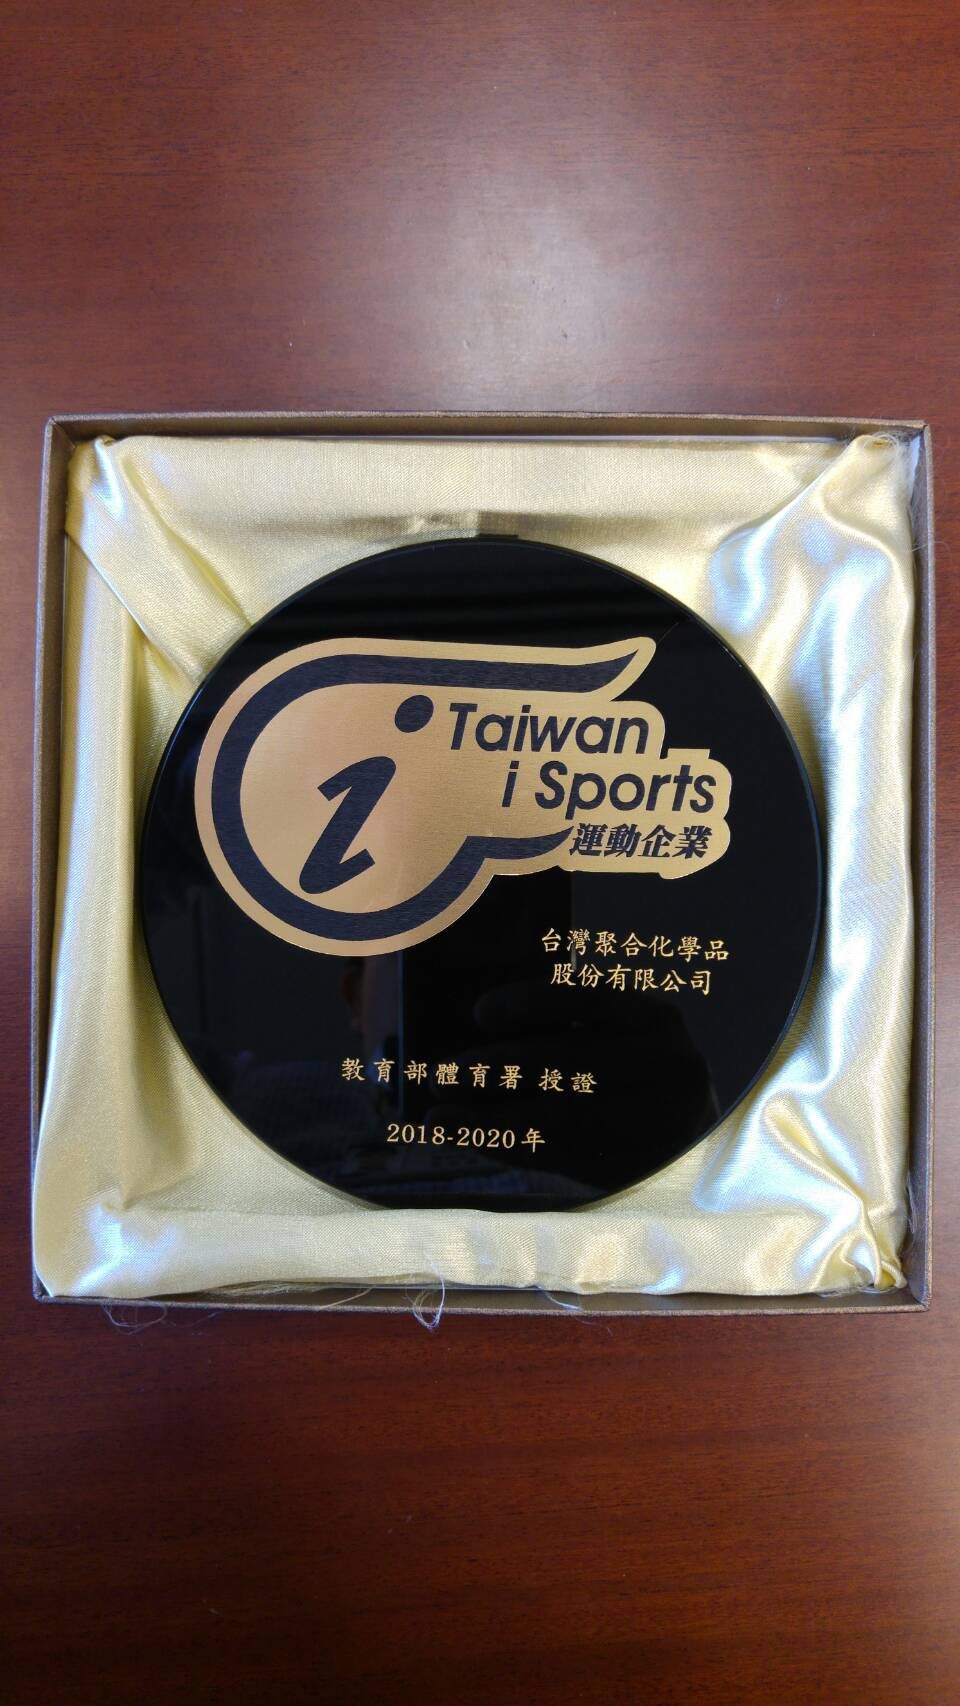 i Taiwan
i Sports
運動企業
台灣聚合化學品
股份有限公司
教育部體育署 授證
2018-2020年